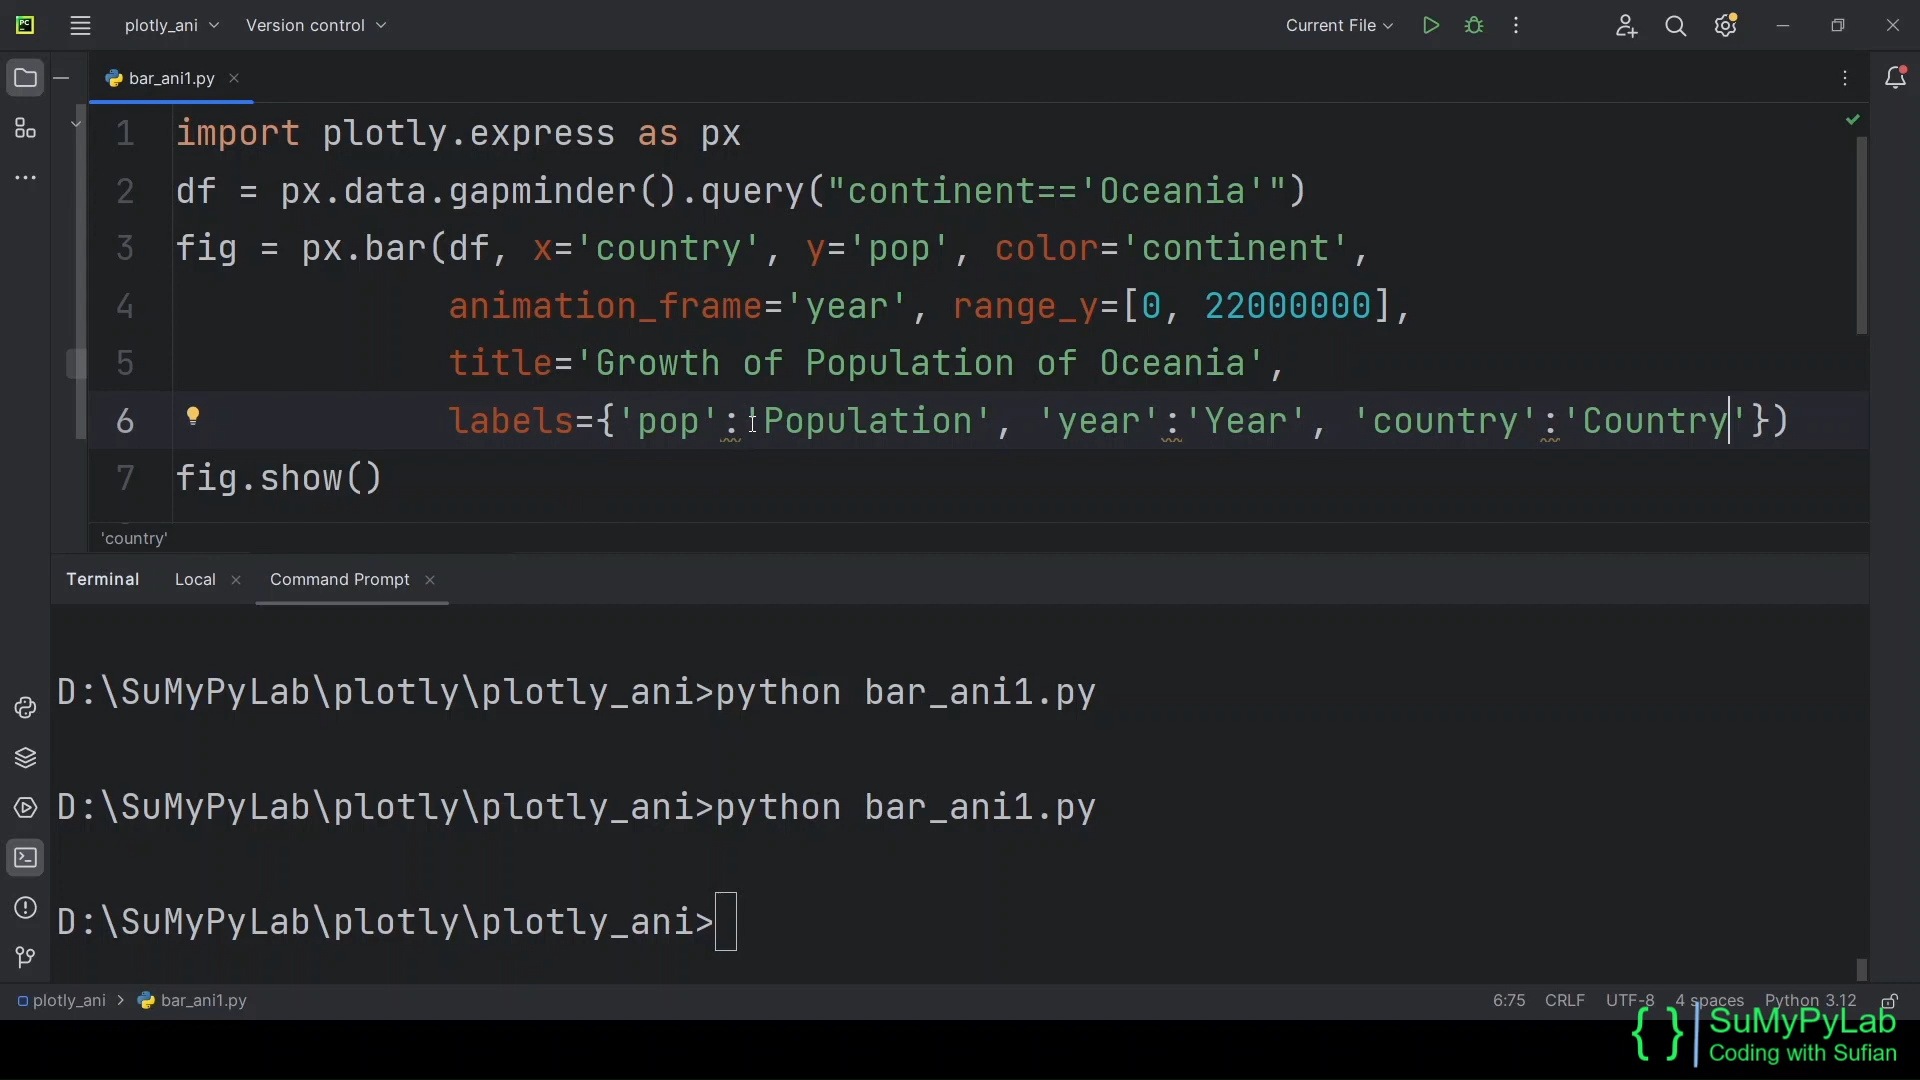 PC
plotly_ani
Version control
Current File
bar_ani1.py
1 import plotly.express as px
2 df = px.data.gapminder().query("continent=='Oceania'")
3 fig = px.bar(df, x='country', y='pop', color='continent',
4 animation_frame='year', range_y=[0, 22000000],
5 title='Growth of Population of Oceania',
6 labels={'pop':'Population', 'year':'Year', 'country':'Country'})
7 fig.show()
'country'
Terminal
Local
Command Prompt
D:\SuMyPyLab\plotly\plotly_ani>python bar_ani1.py
D:\SuMyPyLab\plotly\plotly_ani>python bar_ani1.py
D:\SuMyPyLab\plotly\plotly_ani>
plotly_ani > bar_ani1.py
6:75 CRLF UTF-8 4 spaces Python 3.12
{ } SuMyPyLab
Coding with Sufian